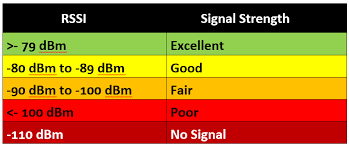 RSSI Signal Strength
>- 79 dBm Excellent
-80 dBm to -89 dBm Good
-90 dBm to -100 dBm Fair
<- 100 dBm Poor
-110 dBm No Signal